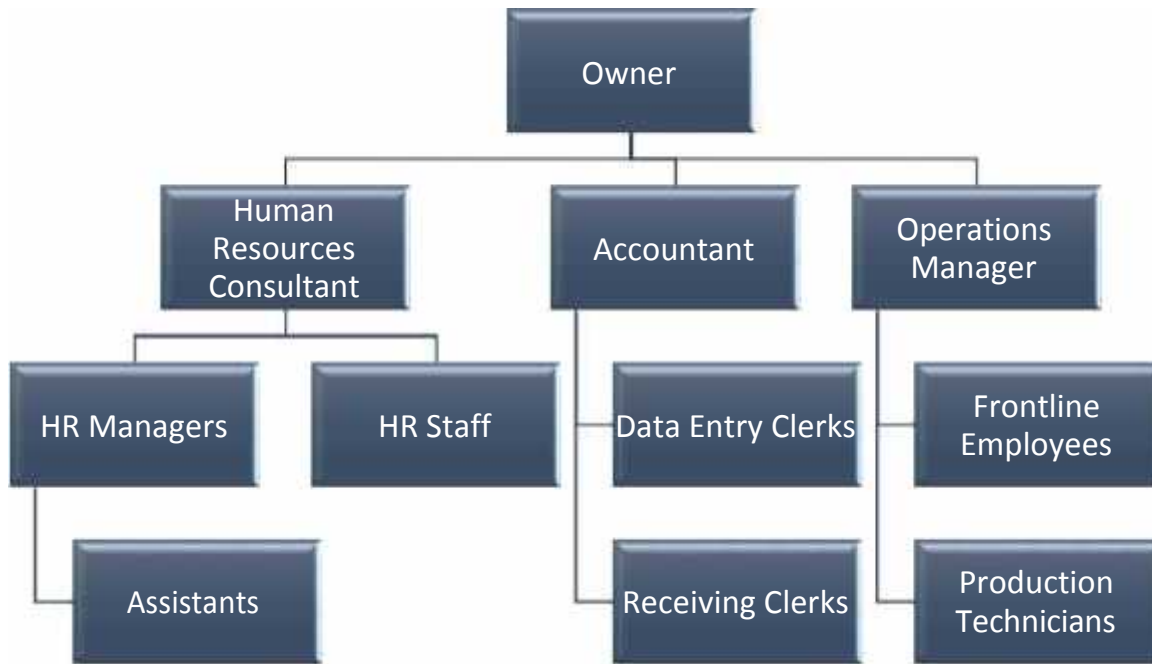 Owner
Human
Resources
Consultant
Accountant
Operations
Manager
HR Managers
HR Staff
Data Entry Clerks
Frontline
Employees
Assistants
Receiving Clerks
Production
Technicians